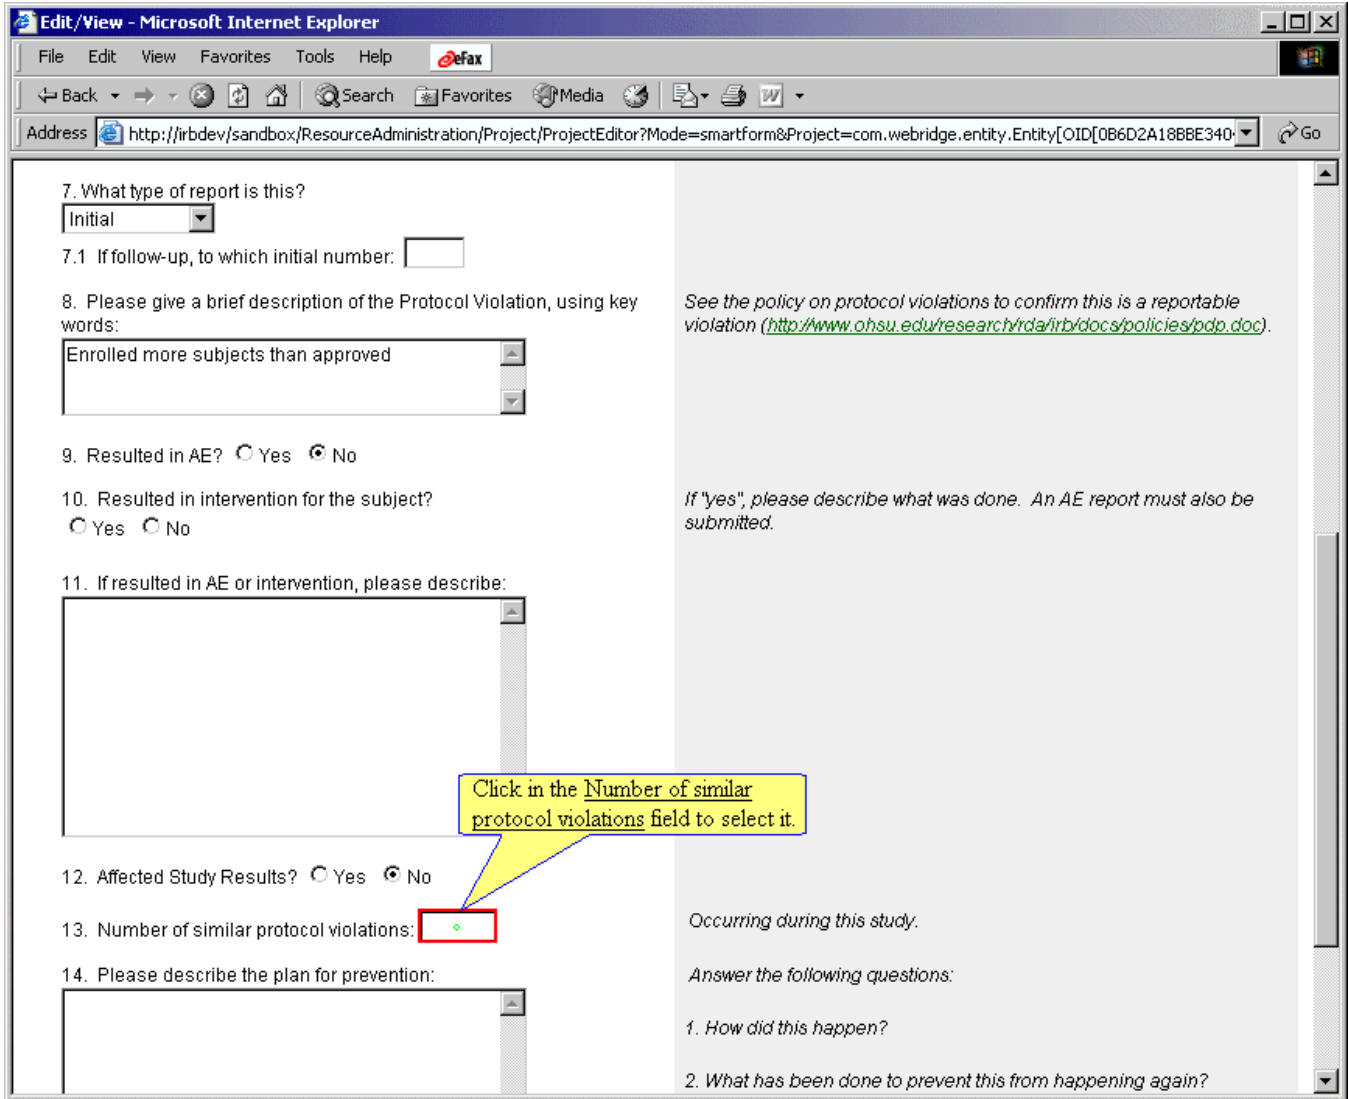 Edit/View - Microsoft Internet Explorer
File Edit View Favorites Tools Help eFax
Back Search Favorites Media W
Address http://irbdev/sandbox/ResourceAdministration/Project/ProjectEditor?Mode=smartform&Project=com.webridge.entity.Entity[OID[0B6D2A18BBE340 Go
7. What type of report is this?
Initial
7.1 If follow-up, to which initial number:
8. Please give a brief description of the Protocol Violation, using key
words:
See the policy on protocol violations to confirm this is a reportable
violation (http://www.ohsu.edu/research/rda/irb/docs/policies/pdp.doc).
Enrolled more subjects than approved
9. Resulted in AE? Yes No
10. Resulted in intervention for the subject?
Yes No
If "yes", please describe what was done. An AE report must also be
submitted.
11. If resulted in AE or intervention, please describe:
Click in the Number of similar
protocol violations field to select it.
12. Affected Study Results? Yes No
13. Number of similar protocol violations:
Occurring during this study.
14. Please describe the plan for prevention:
Answer the following questions:
1. How did this happen?
2. What has been done to prevent this from happening again?